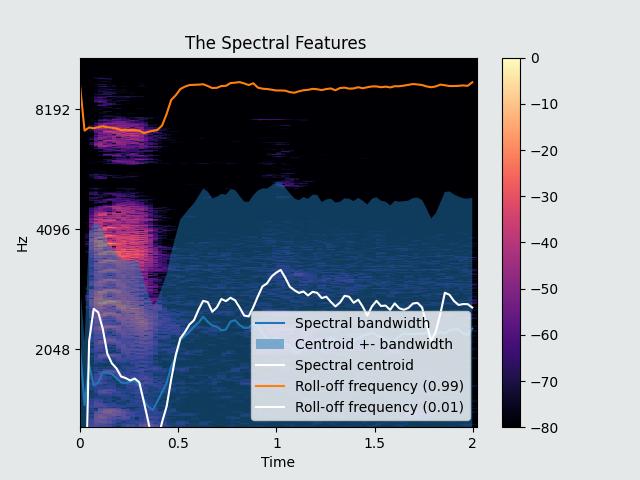 The Spectral Features
Hz
8192
4096
2048
0
0.5
1
1.5
2
Time
Spectral bandwidth
Centroid +- bandwidth
Spectral centroid
Roll-off frequency (0.99)
Roll-off frequency (0.01)
0
−10
−20
−30
−40
−50
−60
−70
−80